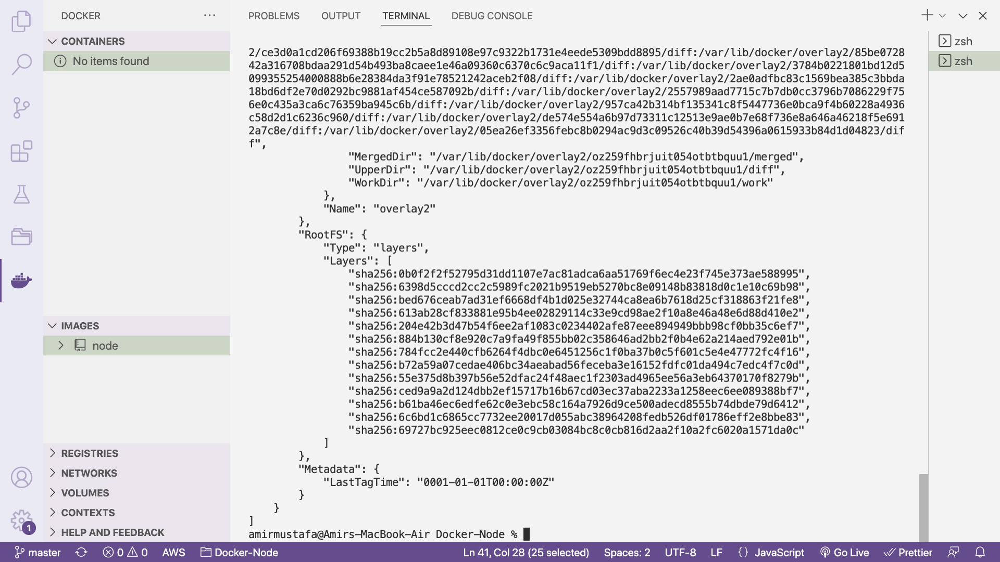 DOCKER
CONTAINERS
No items found
IMAGES
node
REGISTRIES
NETWORKS
VOLUMES
CONTEXTS
HELP AND FEEDBACK
1
PROBLEMS OUTPUT TERMINAL DEBUG CONSOLE
2/ce3d0a1cd206f69388b19cc2b5a8d89108e97c9322b1731e4eede5309bdd8895/diff:/var/lib/docker/overlay2/85be0728
42a316708bdaa291d54b493ba8caee1e46a09360c6370c6c9aca11f1/diff:/var/lib/docker/overlay2/3784b0221801bd12d5
099355254000888b6e28384da3f91e78521242aceb2f08/diff:/var/lib/docker/overlay2/2ae0adfbc83c1569bea385c3bbda
18bd6df2e70d0292bc9881af454ce587092b/diff:/var/lib/docker/overlay2/2557989aad7715c7b7db0cc3796b7086229f75
6e0c435a3ca6c76359ba945c6b/diff:/var/lib/docker/overlay2/957ca42b314bf135341c8f5447736e0bca9f4b60228a4936
c58d2d1c6236c960/diff:/var/lib/docker/overlay2/de574e554a6b97d73311c12513e9ae0b7e68f736e8a646a46218f5e691
2a7c8e/diff:/var/lib/docker/overlay2/05ea26ef3356febc8b0294ac9d3c09526c40b39d54396a0615933b84d1d04823/dif
f",
"MergedDir": "/var/lib/docker/overlay2/oz259fhbrjuit054otbtbquu1/merged",
"UpperDir": "/var/lib/docker/overlay2/oz259fhbrjuit054otbtbquu1/diff",
"WorkDir": "/var/lib/docker/overlay2/oz259fhbrjuit054otbtbquu1/work"
},
"Name": "overlay2"
},
"RootFS": {
"Type": "layers",
"Layers": [
"sha256:0b0f2f2f52795d31dd1107e7ac81adca6aa51769f6ec4e23f745e373ae588995",
"sha256:6398d5cccd2cc2c5989fc2021b9519eb5270bc8e09148b83818d0c1e10c69b98",
"sha256:bed676ceab7ad31ef6668df4b1d025e32744ca8ea6b7618d25cf318863f21fe8",
"sha256:613ab28cf833881e95b4ee02829114c33e9cd98ae2f10a8e46a48e6d88d410e2",
"sha256:204e42b3d47b54f6ee2af1083c0234402afe87eee894949bbb98cf0bb35c6ef7",
"sha256:884b130cf8e920c7a9fa49f855bb02c358646ad2bb2f0b4e62a214aed792e01b",
"sha256:784fcc2e440cfb6264f4dbc0e6451256c1f0ba37b0c5f601c5e4e47772fc4f16",
"sha256:b72a59a07cedae406bc34aeabad56feceba3e16152fdfc01da494c7edc4f7c0d",
"sha256:55e375d8b397b56e52dfac24f48aec1f2303ad4965ee56a3eb64370170f8279b",
"sha256:ced9a9a2d124dbb2ef15717b16b67cd03ec37aba2233a1258eec6ee089388bf7",
"sha256:b61ba46ec6edfe62c0e3ebc58c164a7926d9ce500adecd8555b74dbde79d6412",
"sha256:6c6bd1c6865cc7732ee20017d055abc38964208fedb526df01786eff2e8bbe83",
"sha256:69727bc925eec0812ce0c9cb03084bc8c0cb816d2aa2f10a2fc6020a1571da0c"
]
},
"Metadata": {
"LastTagTime": "0001-01-01T00:00:00Z"
}
}
]
amirmustafa@Amirs-MacBook-Air Docker-Node %
zsh
zsh
master 0 0 AWS Docker-Node Ln 41, Col 28 (25 selected) Spaces: 2 UTF-8 LF {} JavaScript Go Live Prettier